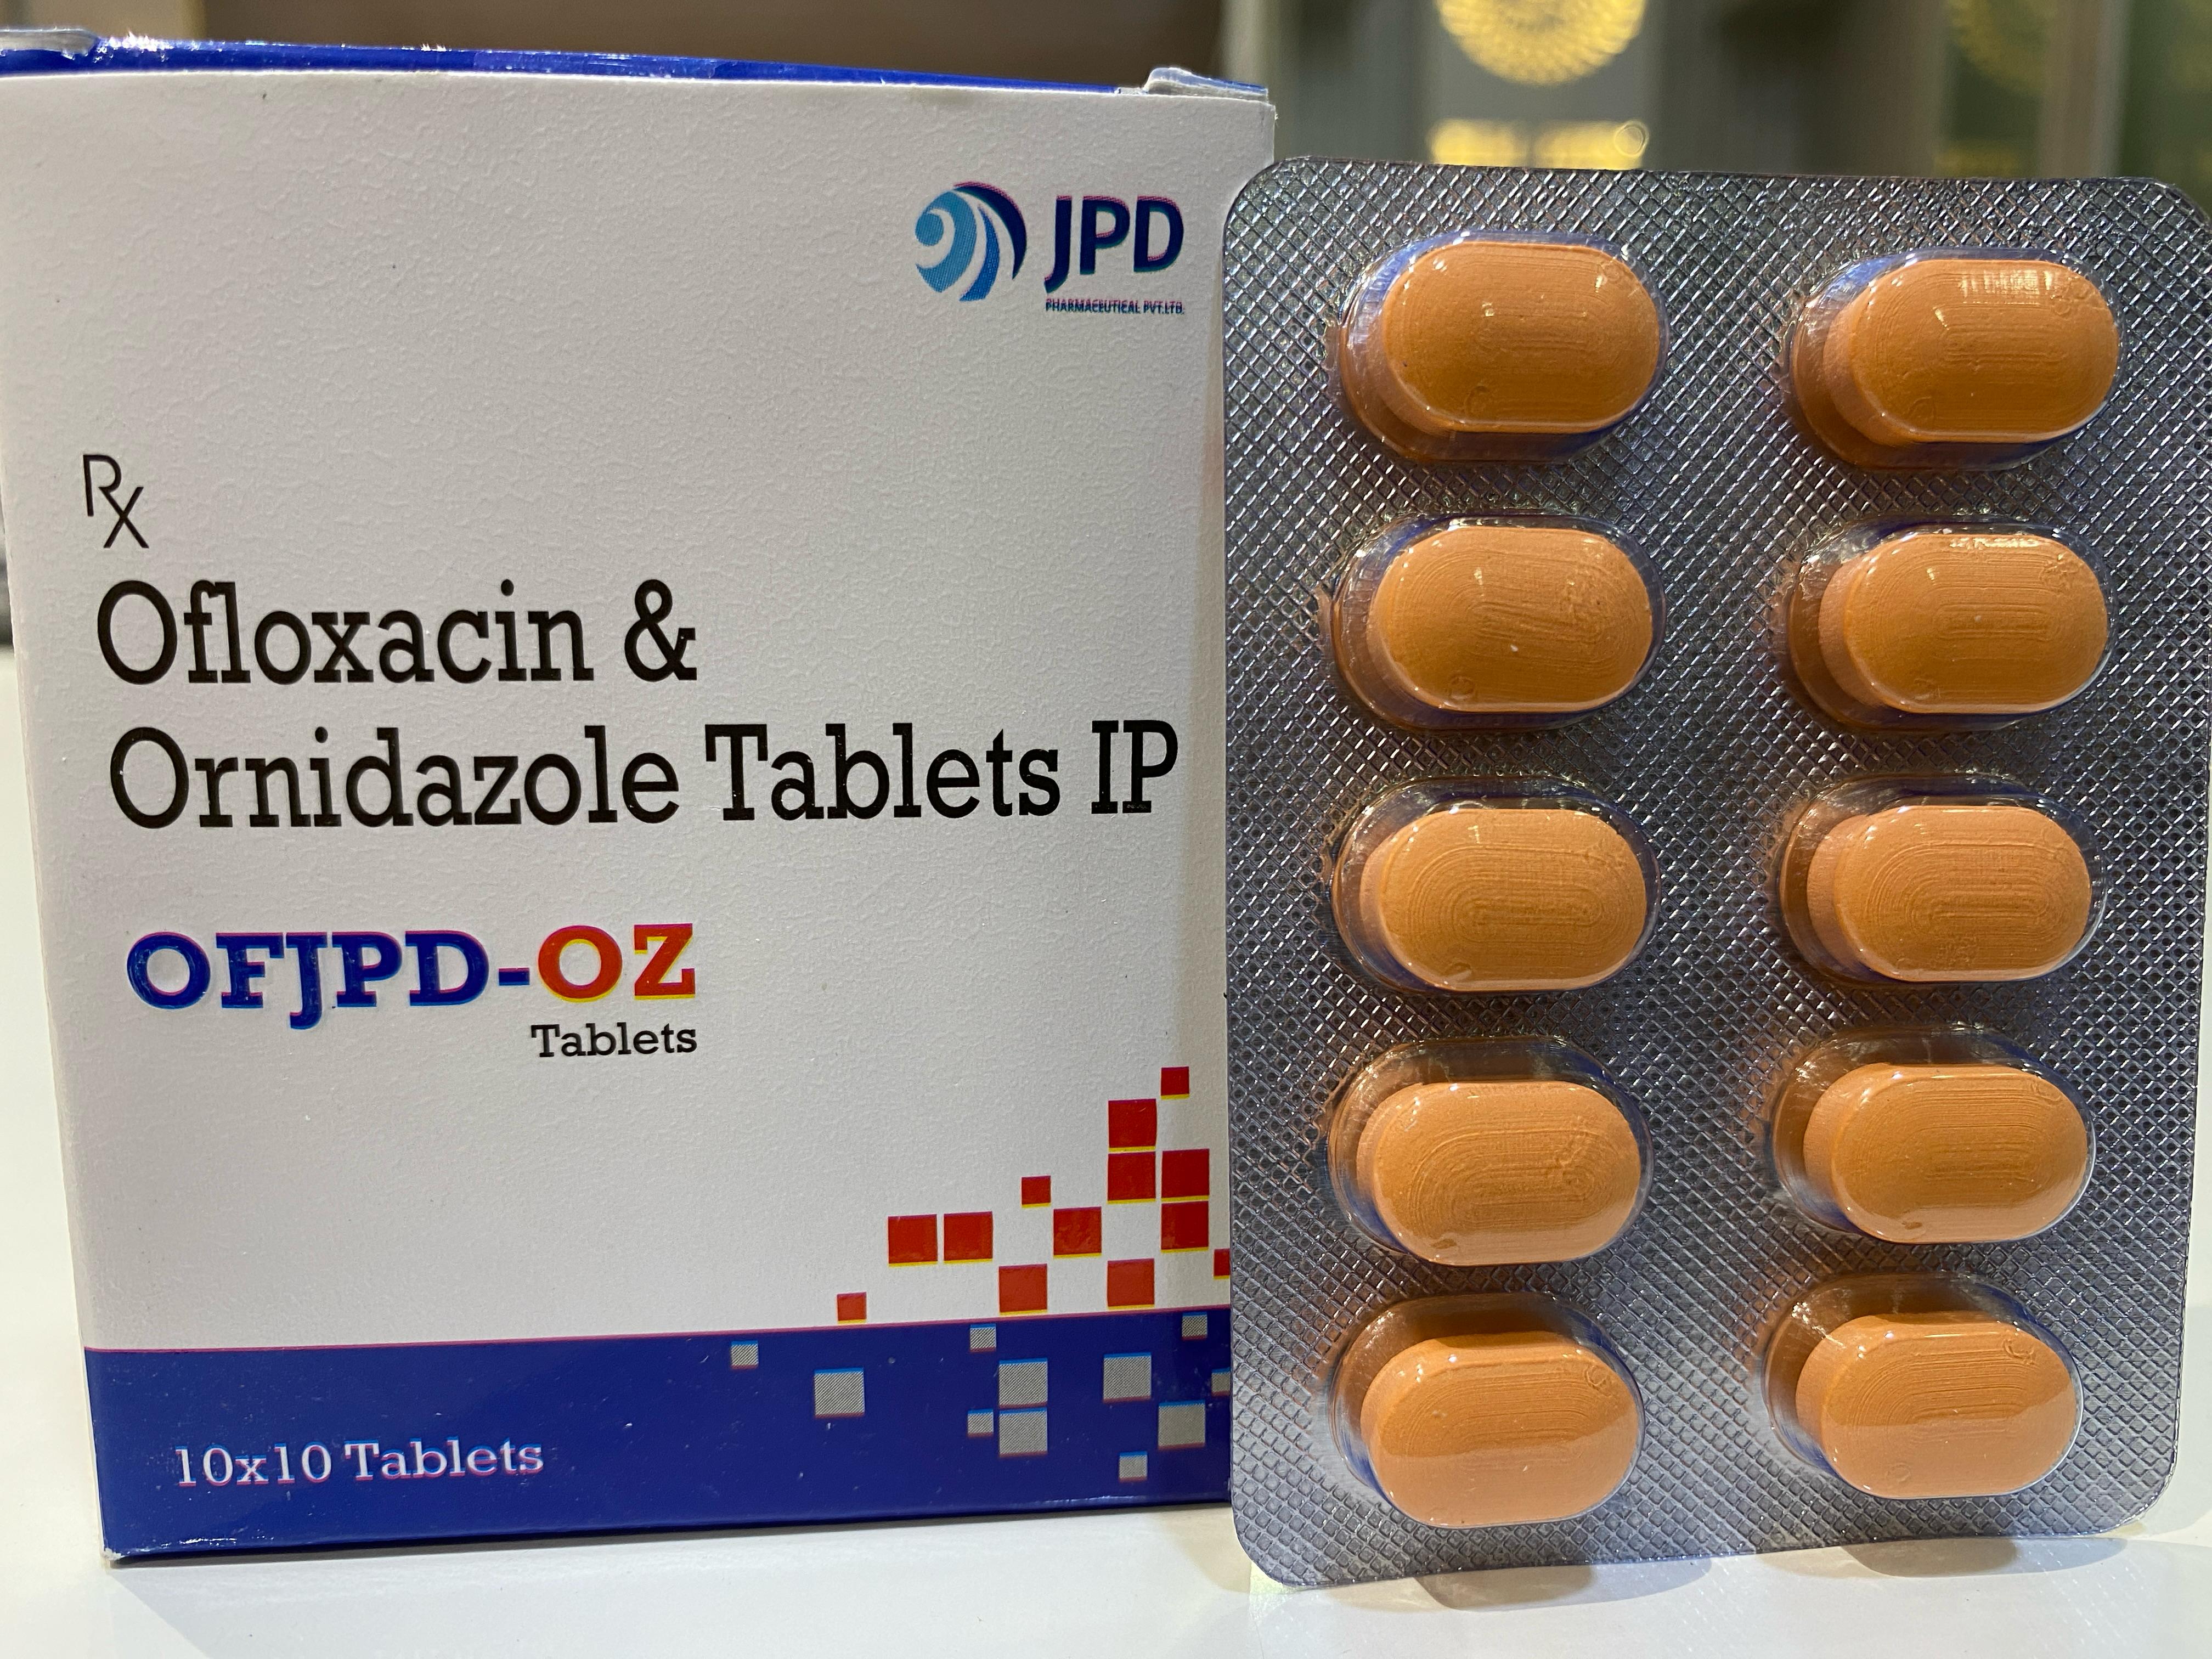 JPD
PHARMACEUTICAL PVT.LTD.
Rx
Ofloxacin &
Ornidazole Tablets IP
OFJPD-OZ
Tablets
10x10 Tablets